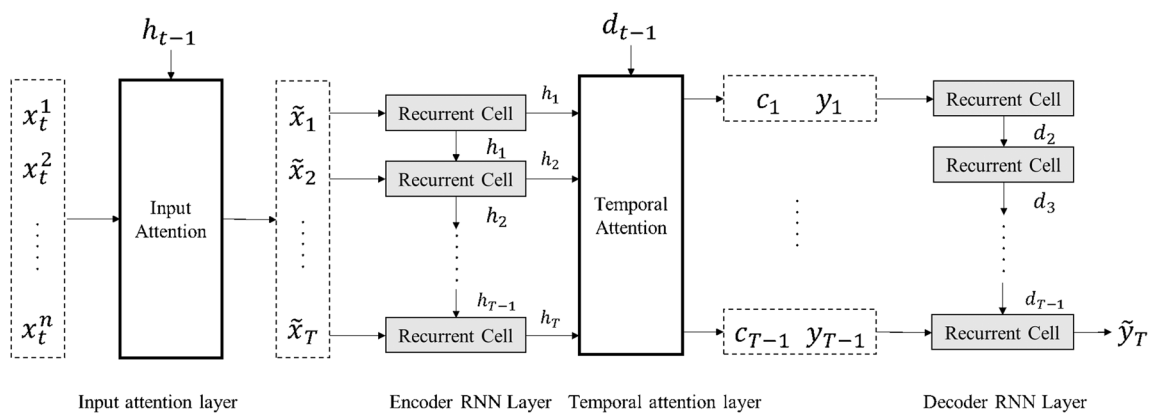 h_{t-1}
d_{t-1}
x_t^1
x_t^2
x_t^n
Input
Attention
x̃_1
x̃_2
x̃_T
Recurrent Cell
h_1
h_1
Recurrent Cell
h_2
h_2
h_{T-1}
Recurrent Cell
h_T
Temporal
Attention
c_1 y_1
c_{T-1} y_{T-1}
Recurrent Cell
d_2
Recurrent Cell
d_3
d_{T-1}
Recurrent Cell
ỹ_T
Input attention layer
Encoder RNN Layer
Temporal attention layer
Decoder RNN Layer